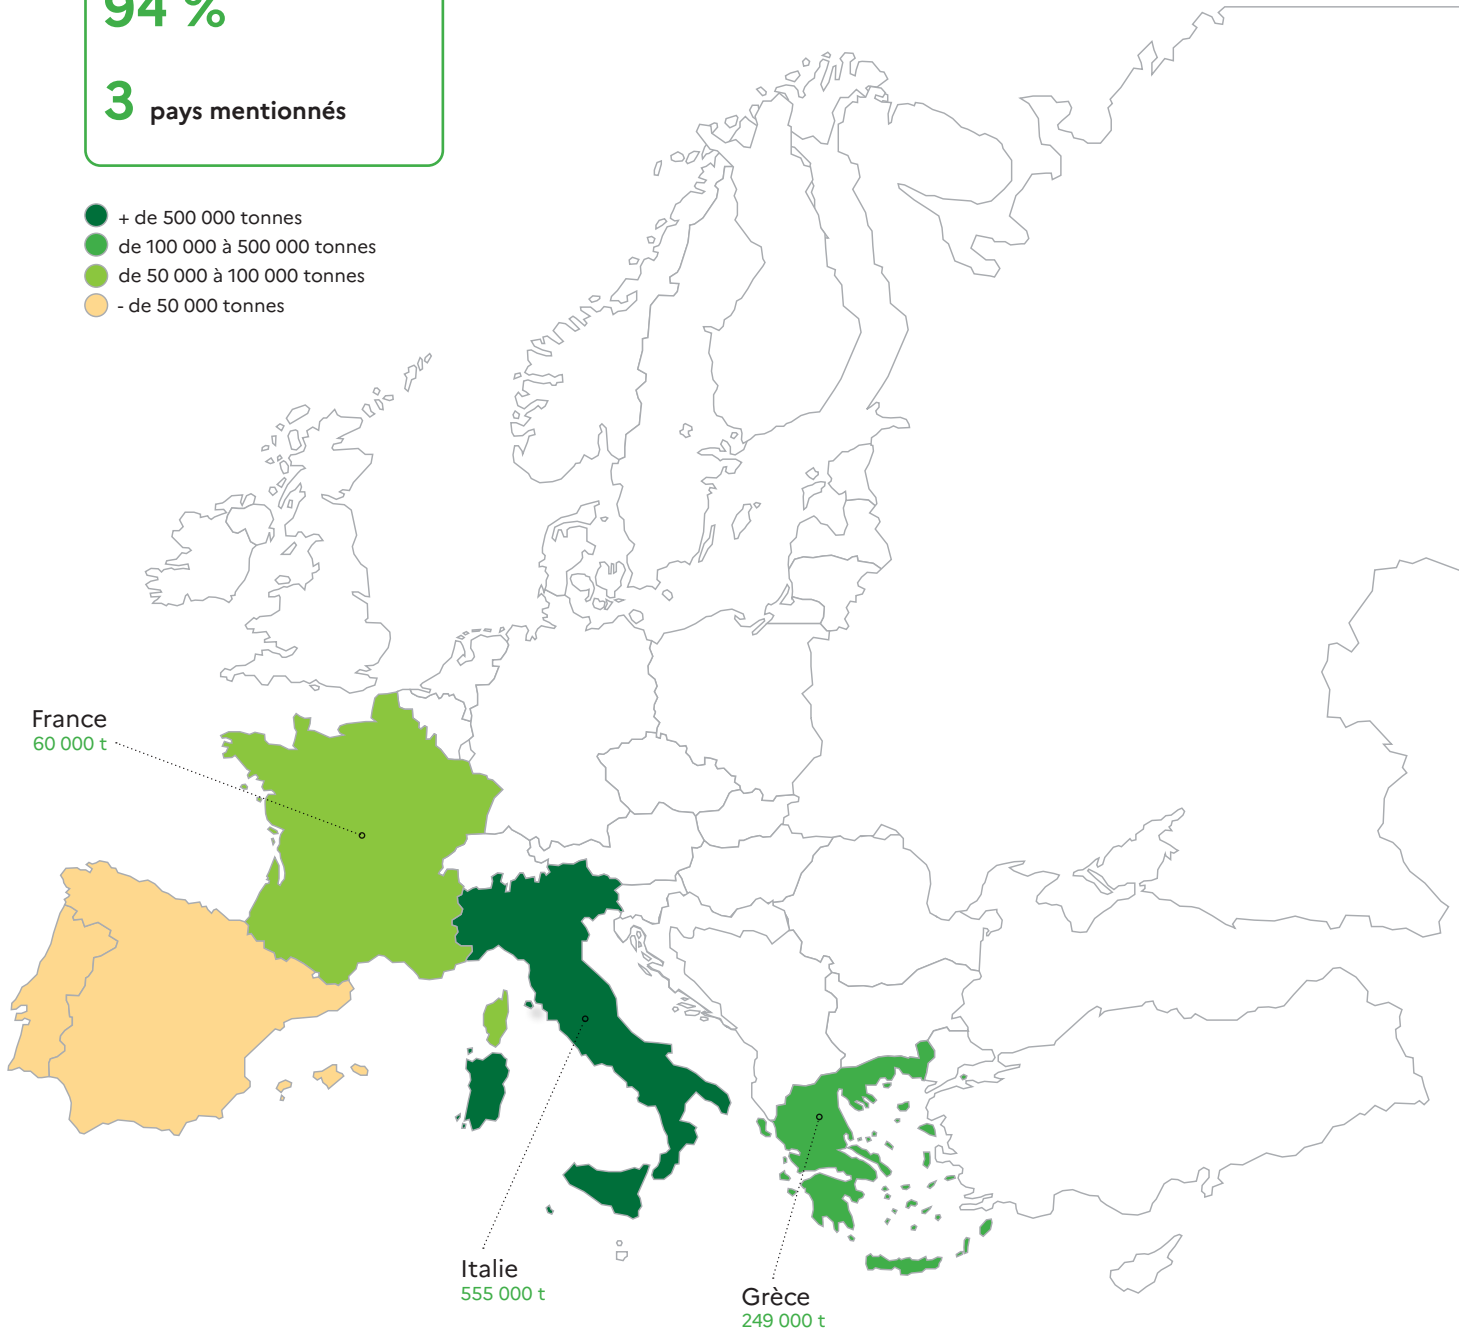 94 %
3 pays mentionnés
+ de 500 000 tonnes
de 100 000 à 500 000 tonnes
de 50 000 à 100 000 tonnes
- de 50 000 tonnes
France
60 000 t
Italie
555 000 t
Grèce
249 000 t